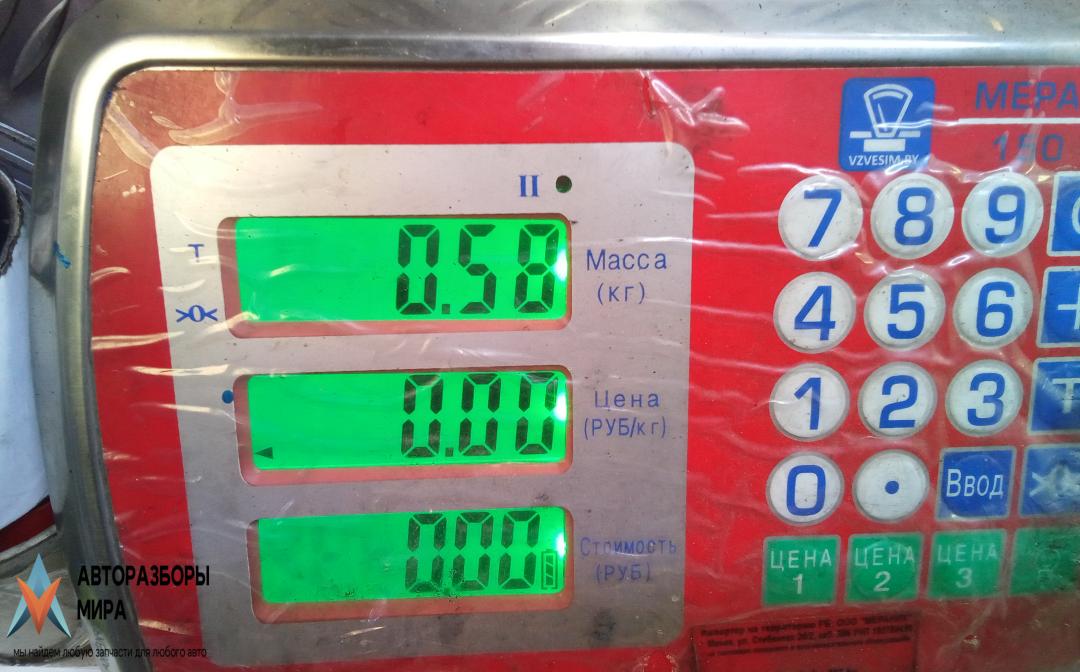 МЕРА
VZVESIM.BY
150
II
T
0.58
Масса
(кг)
>0<
0.00
Цена
(РУБ/кг)
000
Стоимость
(РУБ)
7 8 9
4 5 6
1 2 3 T
0 . Ввод >0<
ЦЕНА 1
ЦЕНА 2
ЦЕНА 3
АВТОРАЗБОРЫ
МИРА
мы найдем любую запчасти для любого авто